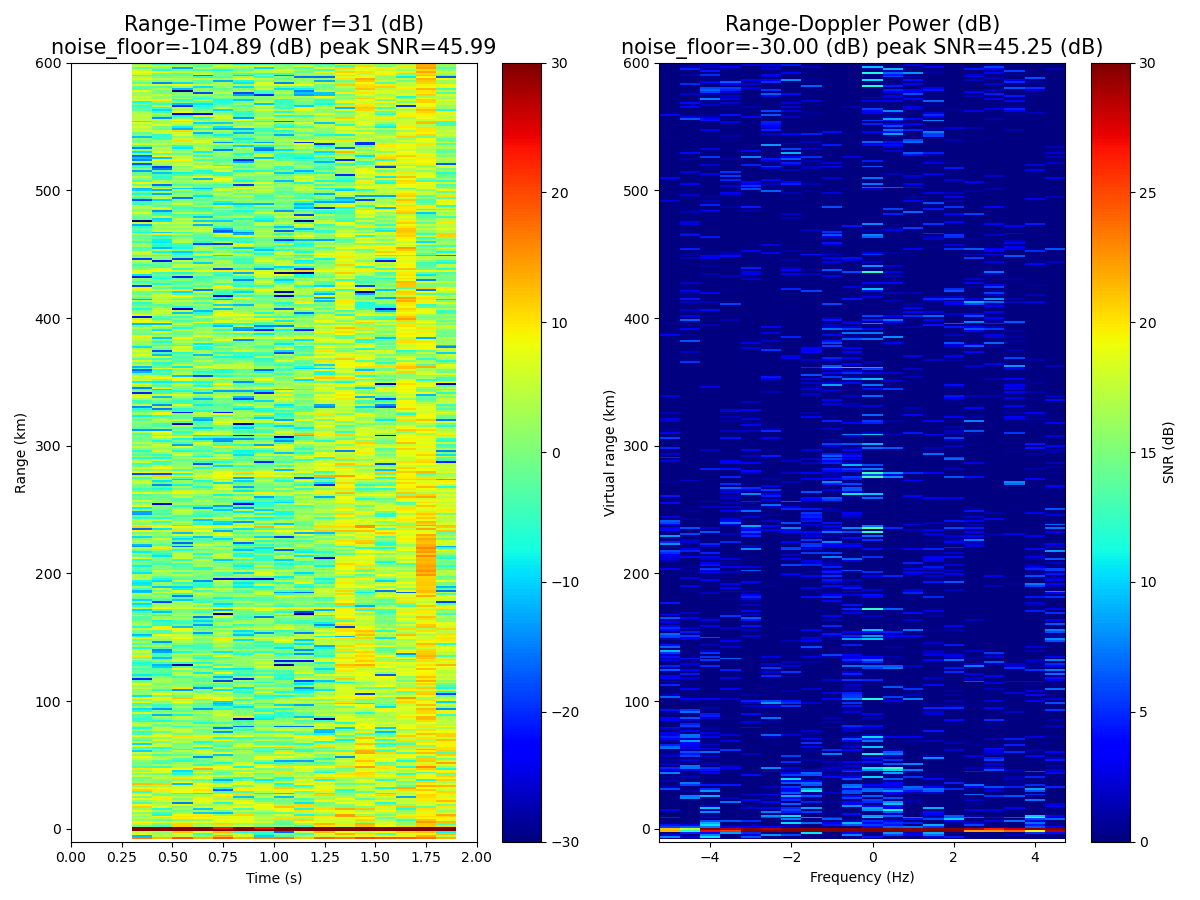 Range-Time Power f=31 (dB)
noise_floor=-104.89 (dB) peak SNR=45.99
600
500
400
300
200
100
0
Range (km)
0.00 0.25 0.50 0.75 1.00 1.25 1.50 1.75 2.00
Time (s)
30
20
10
0
−10
−20
−30
Range-Doppler Power (dB)
noise_floor=-30.00 (dB) peak SNR=45.25 (dB)
600
500
400
300
200
100
0
Virtual range (km)
−4 −2 0 2 4
Frequency (Hz)
30
25
20
15
10
5
0
SNR (dB)